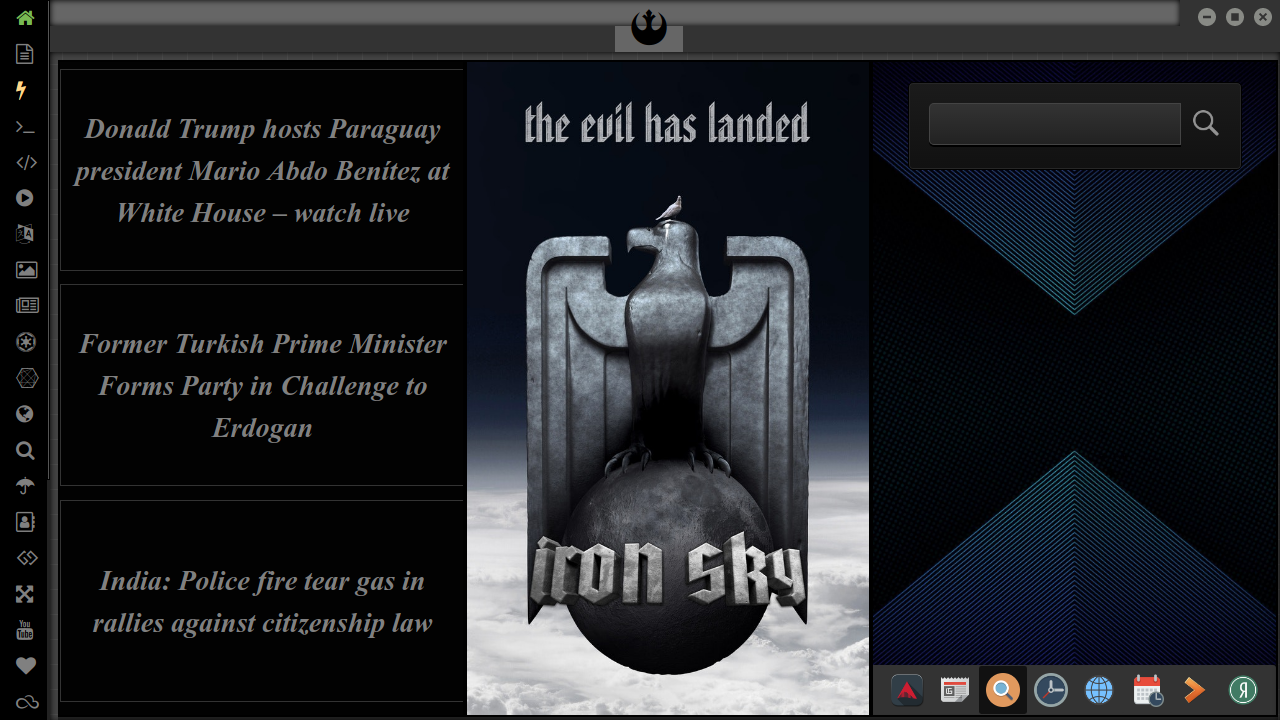 Donald Trump hosts Paraguay
president Mario Abdo Benítez at
White House – watch live
Former Turkish Prime Minister
Forms Party in Challenge to
Erdogan
India: Police fire tear gas in
rallies against citizenship law
the evil has landed
iron sky
You
Tube
Я